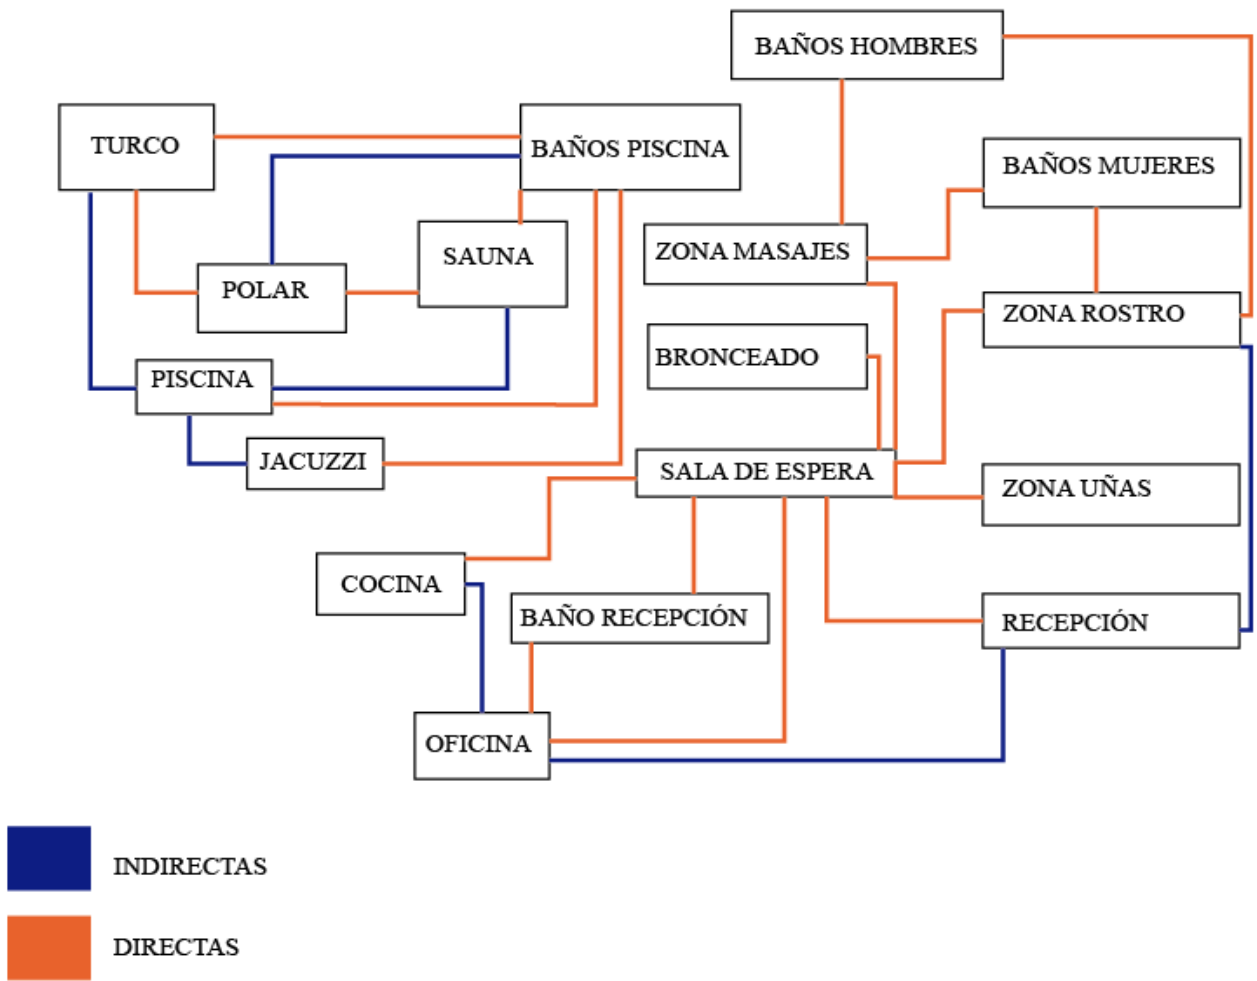 BAÑOS HOMBRES
TURCO
BAÑOS PISCINA
BAÑOS MUJERES
SAUNA
ZONA MASAJES
POLAR
ZONA ROSTRO
BRONCEADO
PISCINA
JACUZZI
SALA DE ESPERA
ZONA UÑAS
COCINA
BAÑO RECEPCIÓN
RECEPCIÓN
OFICINA
INDIRECTAS
DIRECTAS